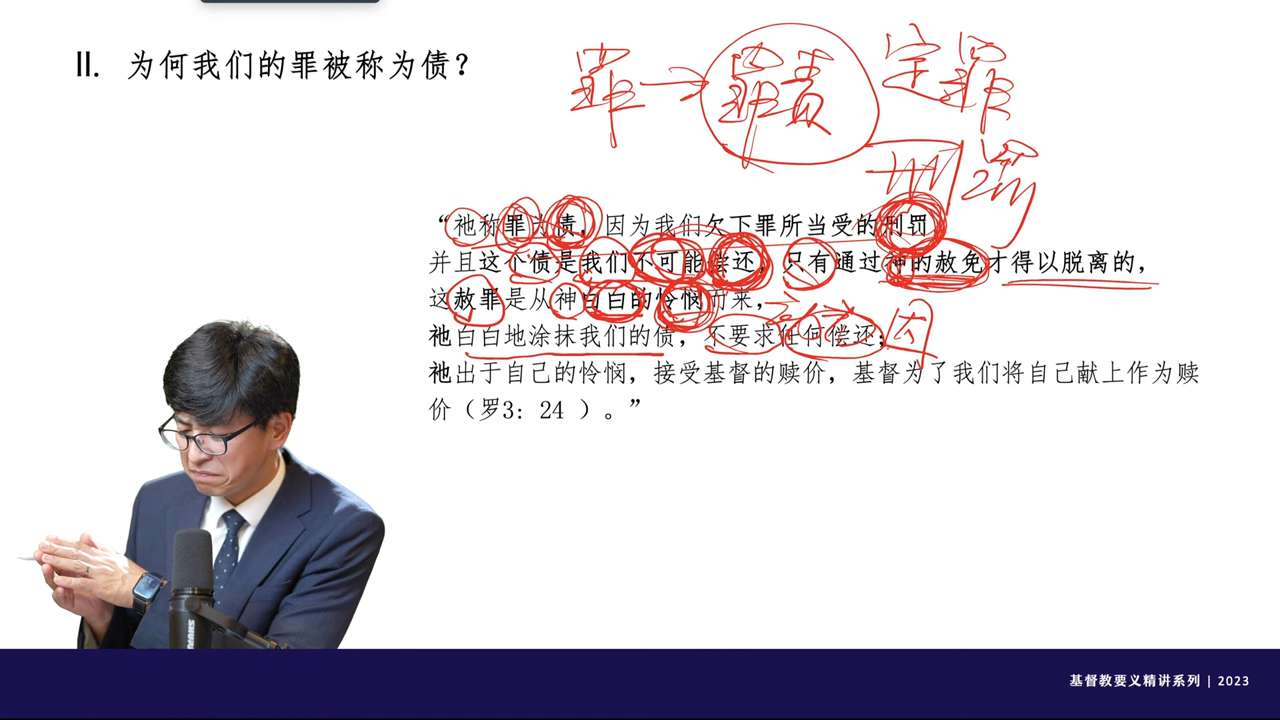 II. 为何我们的罪被称为债？
罪 → 罪责 定罪
刑罚
“祂称罪为债，因为我们欠下罪所当受的刑罚
并且这个债是我们不可能偿还，只有通过神的赦免才得以脱离的，
这赦罪是从神白白的怜悯而来，
祂白白地涂抹我们的债，不要求任何偿还；
因
祂出于自己的怜悯，接受基督的赎价，基督为了我们将自己献上作为赎
价（罗3：24 ）。”
SHURE
基督教要义精讲系列 | 2023